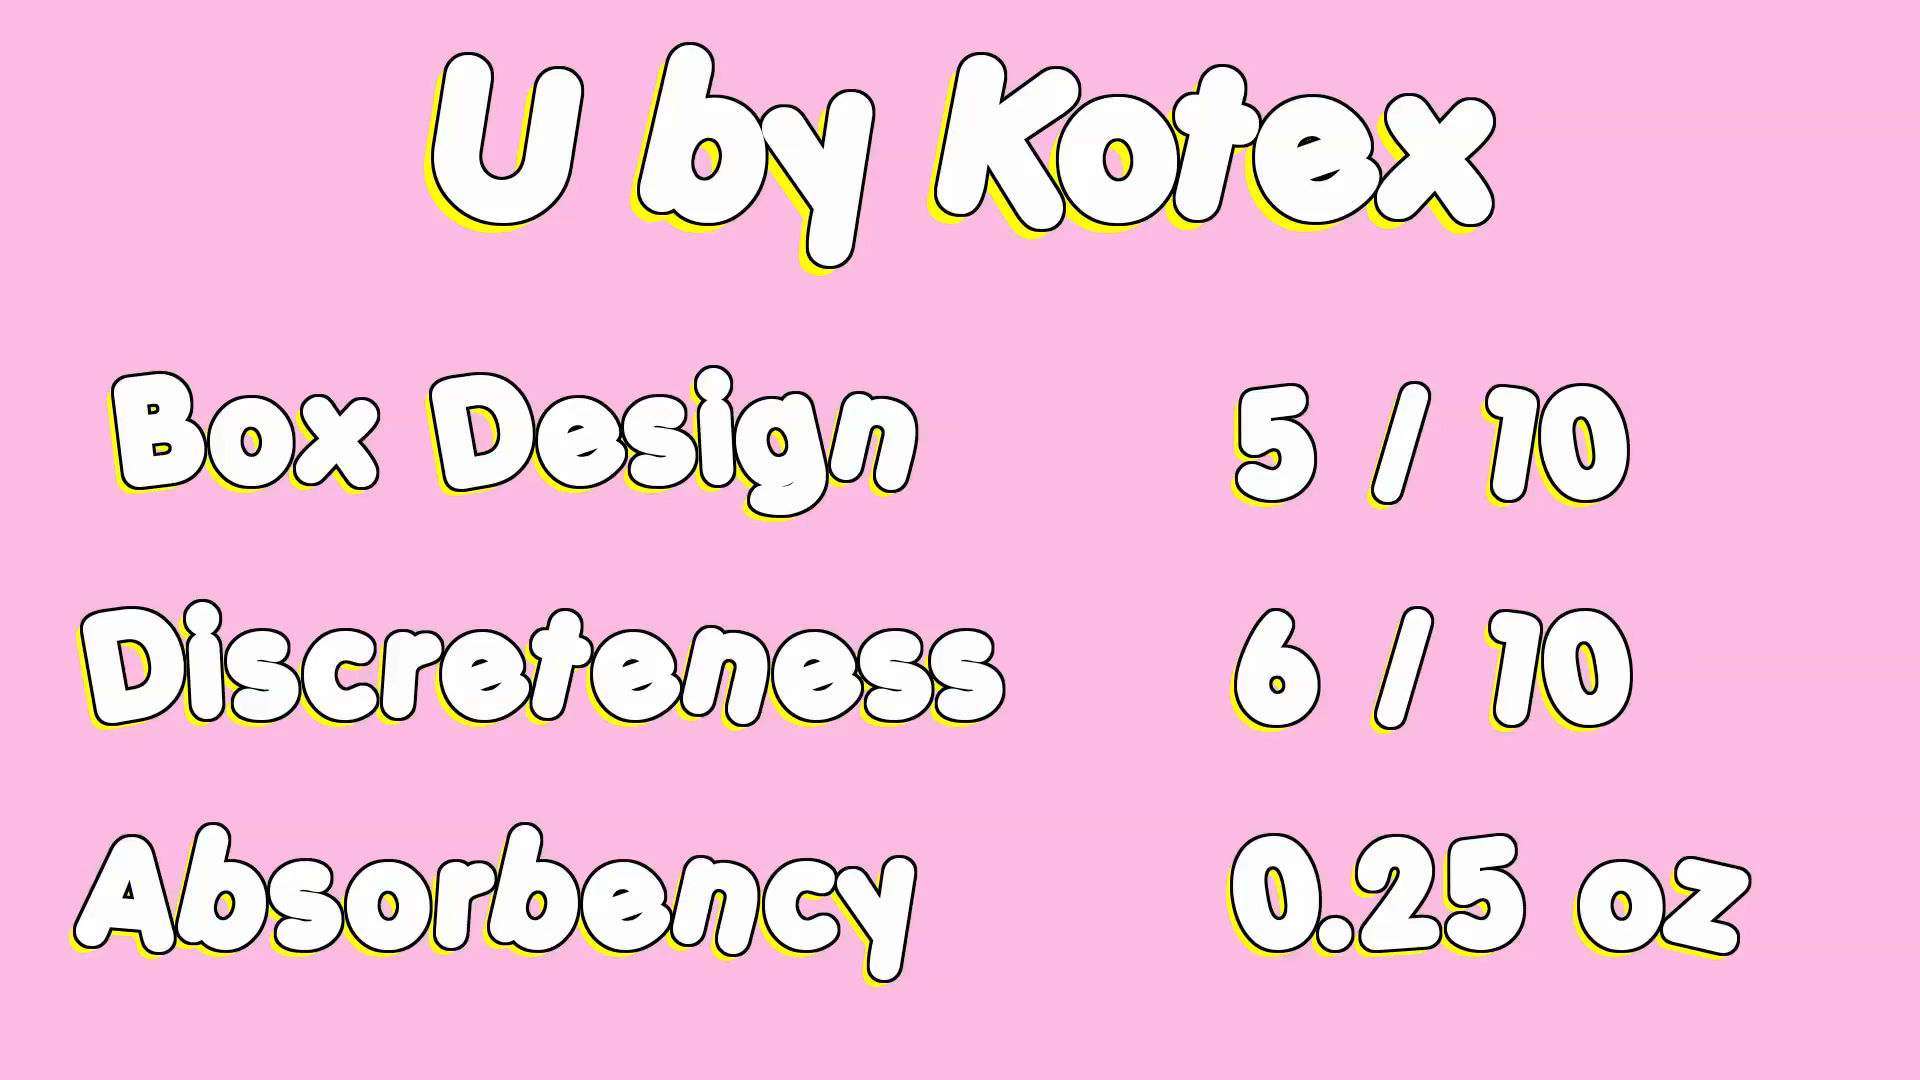 U by Kotex
Box Design 5 / 10
Discreteness 6 / 10
Absorbency 0.25 oz